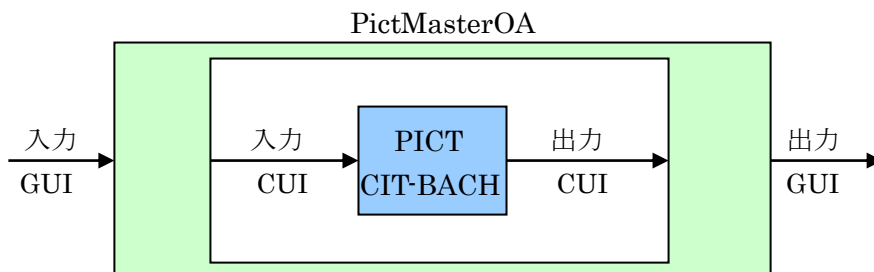 PictMasterOA
入力
GUI
入力
CUI
PICT
CIT-BACH
出力
CUI
出力
GUI